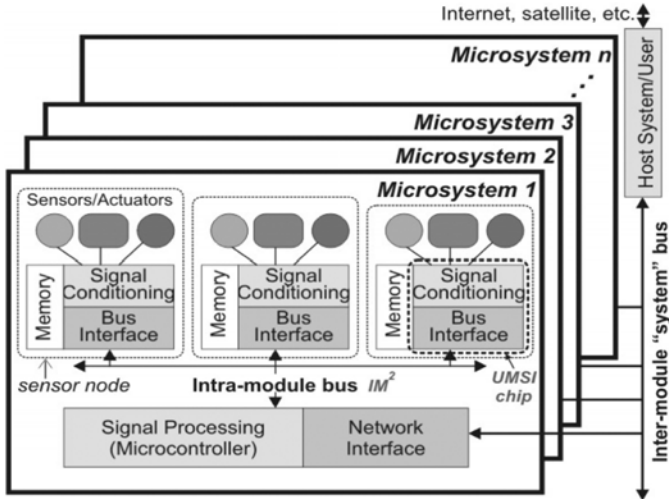 Internet, satellite, etc.
Host System/User
Microsystem n
Microsystem 3
Microsystem 2
Microsystem 1
Sensors/Actuators
Memory
Signal
Conditioning
Bus
Interface
Memory
Signal
Conditioning
Bus
Interface
Memory
Signal
Conditioning
Bus
Interface
sensor node
Intra-module bus IM²
UMSI
chip
Signal Processing
(Microcontroller)
Network
Interface
Inter-module “system” bus